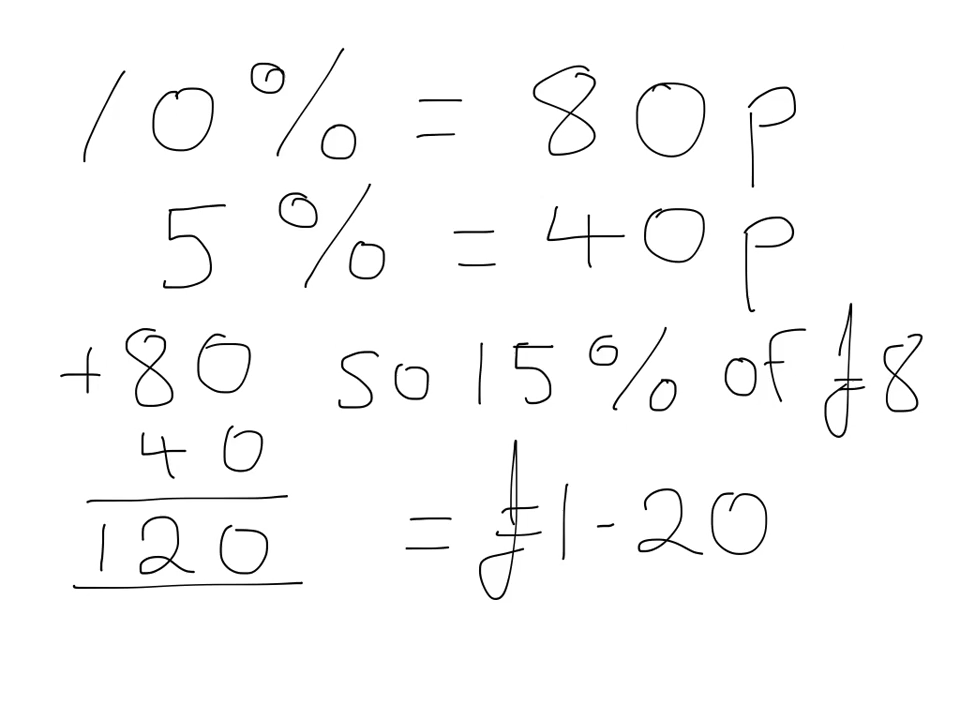 10% = 80p
5% = 40p
+80 so 15% of £8
40
120 = £1-20